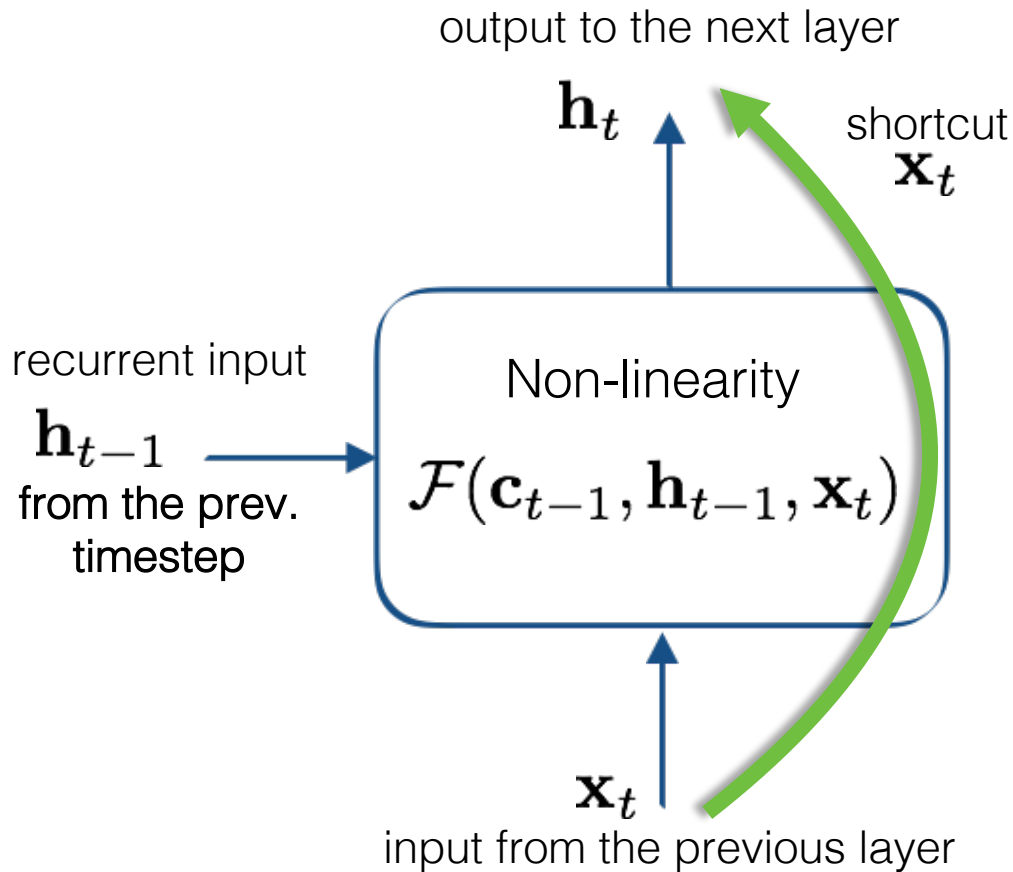 output to the next layer
h_t
shortcut
x_t
recurrent input
h_{t-1}
from the prev.
timestep
Non-linearity
F(c_{t-1}, h_{t-1}, x_t)
x_t
input from the previous layer